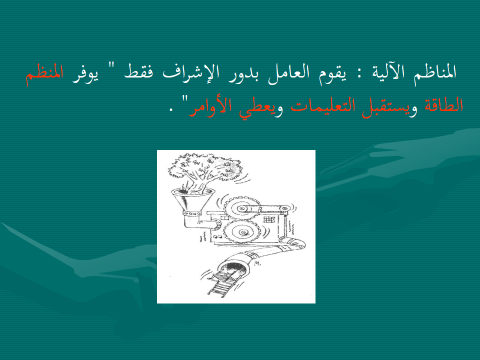 المناظم الآلية : يقوم العامل بدور الإشراف فقط " يوفر المنظم
الطاقة ويستقبل التعليمات ويعطي الأوامر" .